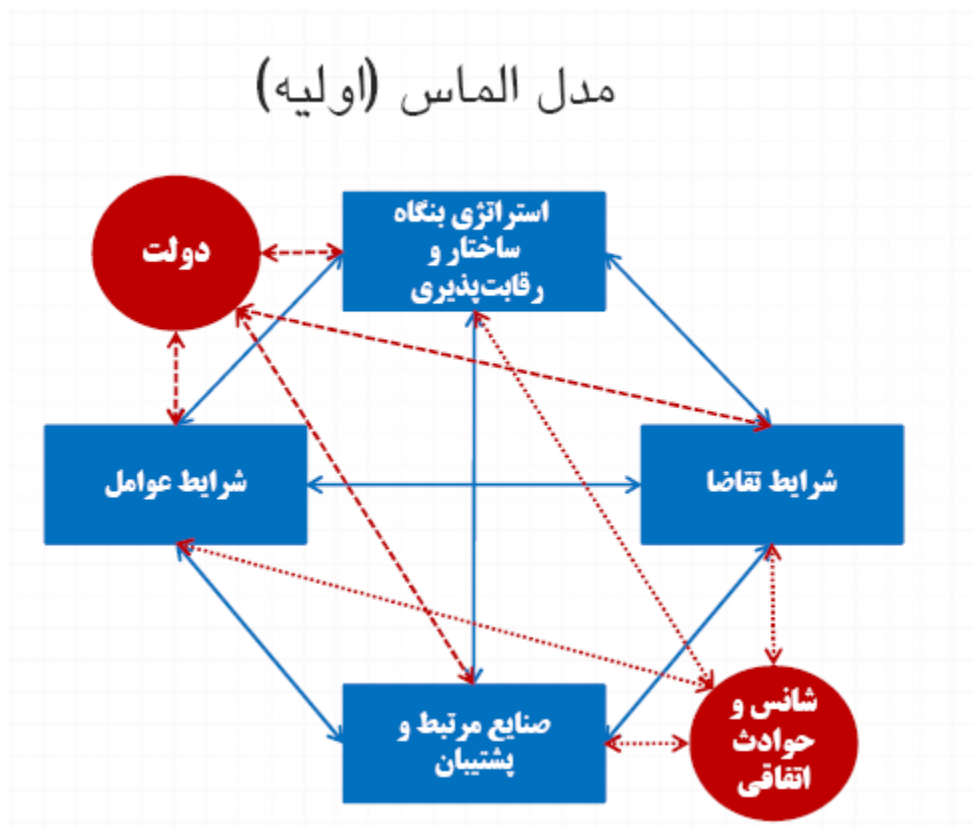 مدل الماس (اولیه)
استراتژی بنگاه
ساختار و
رقابت‌پذیری
دولت
شرایط تقاضا
شرایط عوامل
صنایع مرتبط و
پشتیبان
شانس و
حوادث
اتفاقی